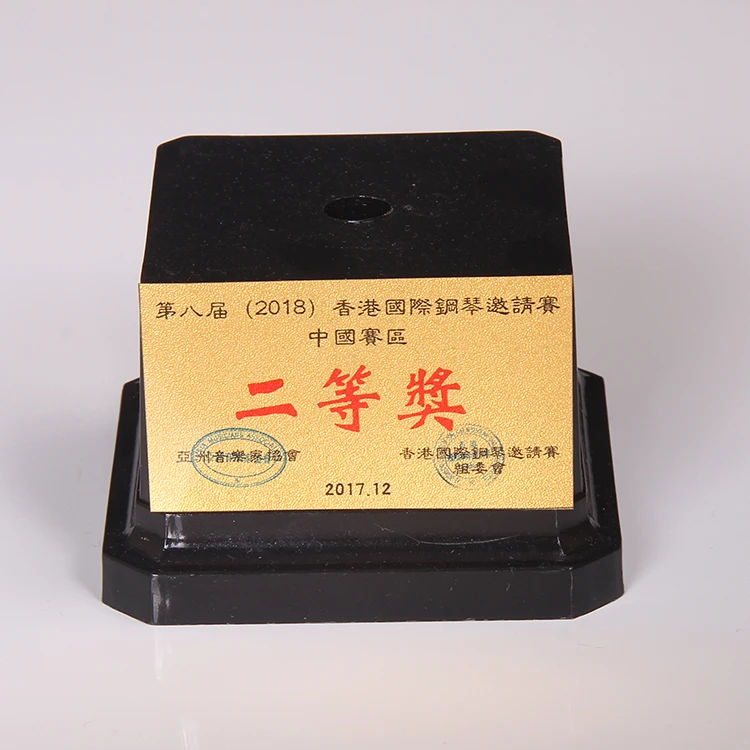 第八届（2018）香港國際鋼琴邀請賽
中國賽區
二等獎
亞州音樂家協會
香港國際鋼琴邀請賽
組委會
2017.12